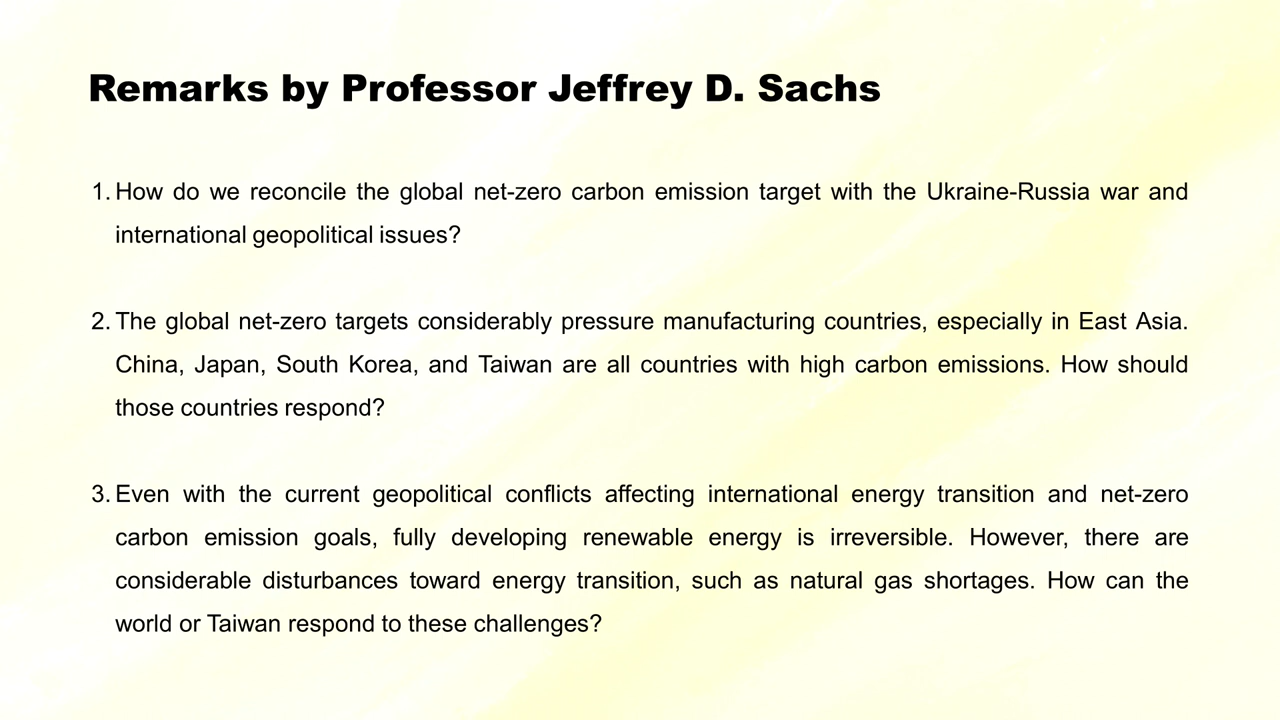 Remarks by Professor Jeffrey D. Sachs
1. How do we reconcile the global net-zero carbon emission target with the Ukraine-Russia war and
international geopolitical issues?
2. The global net-zero targets considerably pressure manufacturing countries, especially in East Asia.
China, Japan, South Korea, and Taiwan are all countries with high carbon emissions. How should
those countries respond?
3. Even with the current geopolitical conflicts affecting international energy transition and net-zero
carbon emission goals, fully developing renewable energy is irreversible. However, there are
considerable disturbances toward energy transition, such as natural gas shortages. How can the
world or Taiwan respond to these challenges?